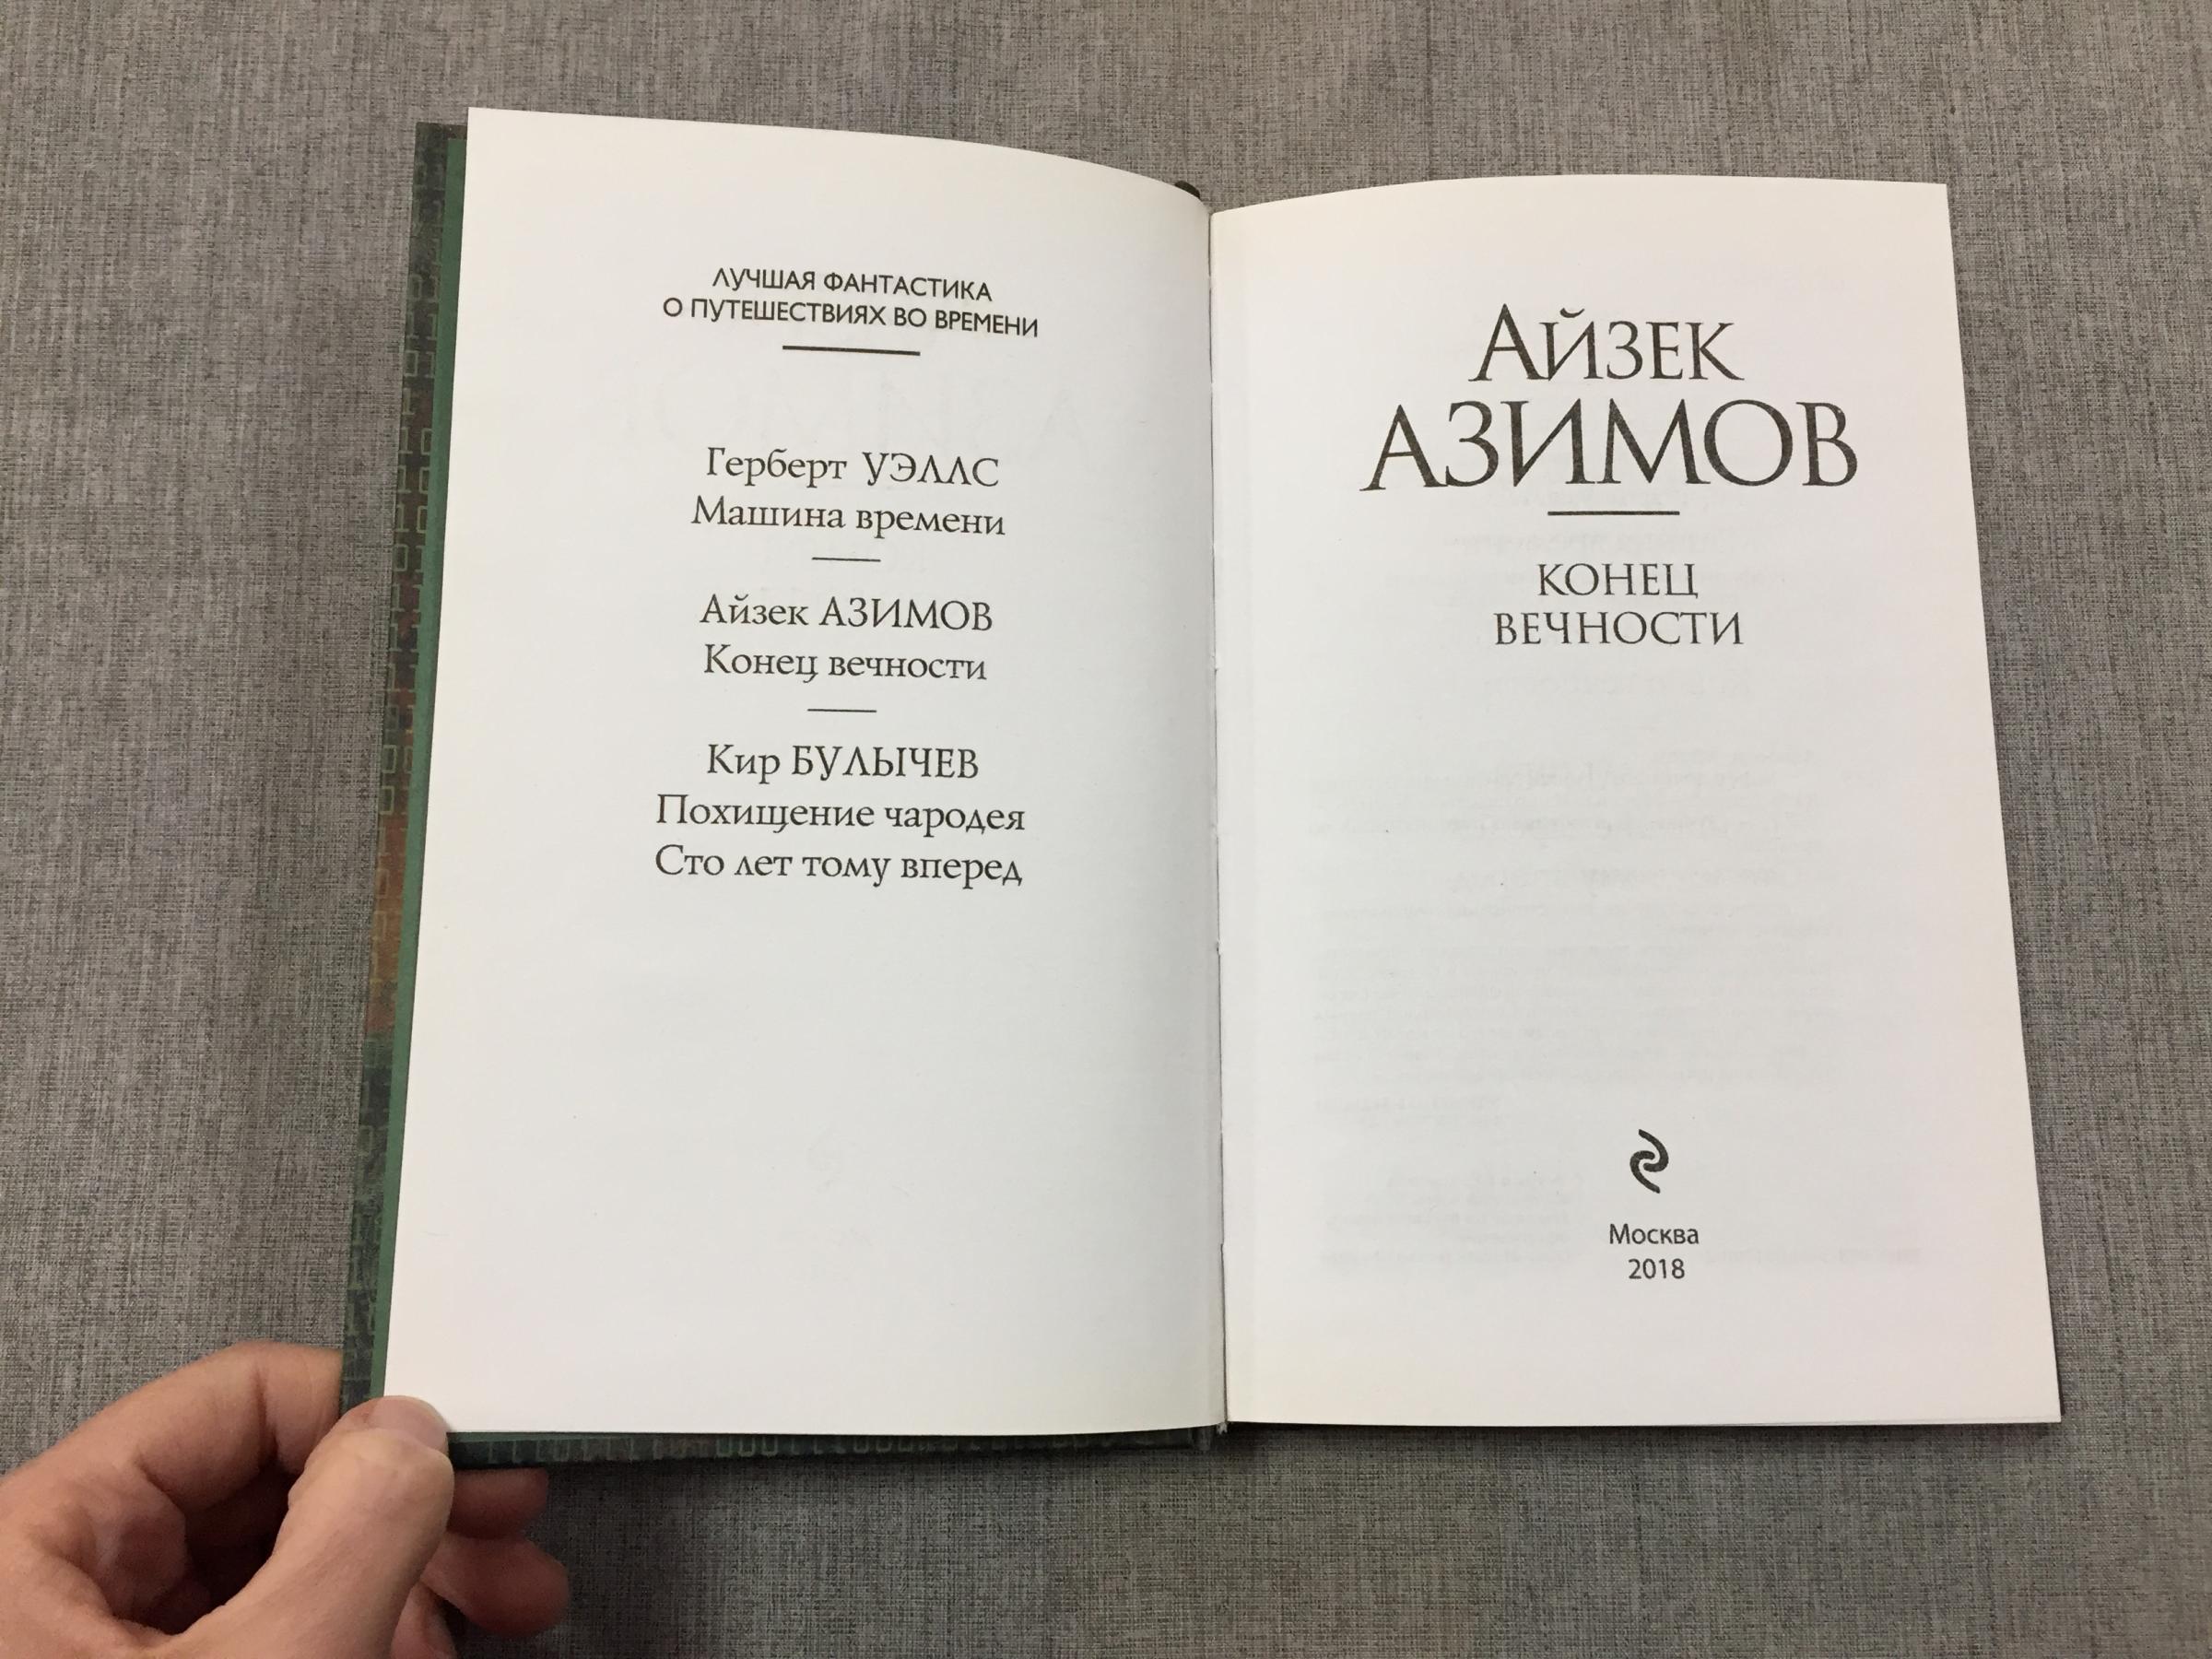 ЛУЧШАЯ ФАНТАСТИКА
О ПУТЕШЕСТВИЯХ ВО ВРЕМЕНИ
Герберт УЭЛЛС
Машина времени
Айзек АЗИМОВ
Конец вечности
Кир БУЛЫЧЕВ
Похищение чародея
Сто лет тому вперед
АЙЗЕК
АЗИМОВ
КОНЕЦ
ВЕЧНОСТИ
Москва
2018